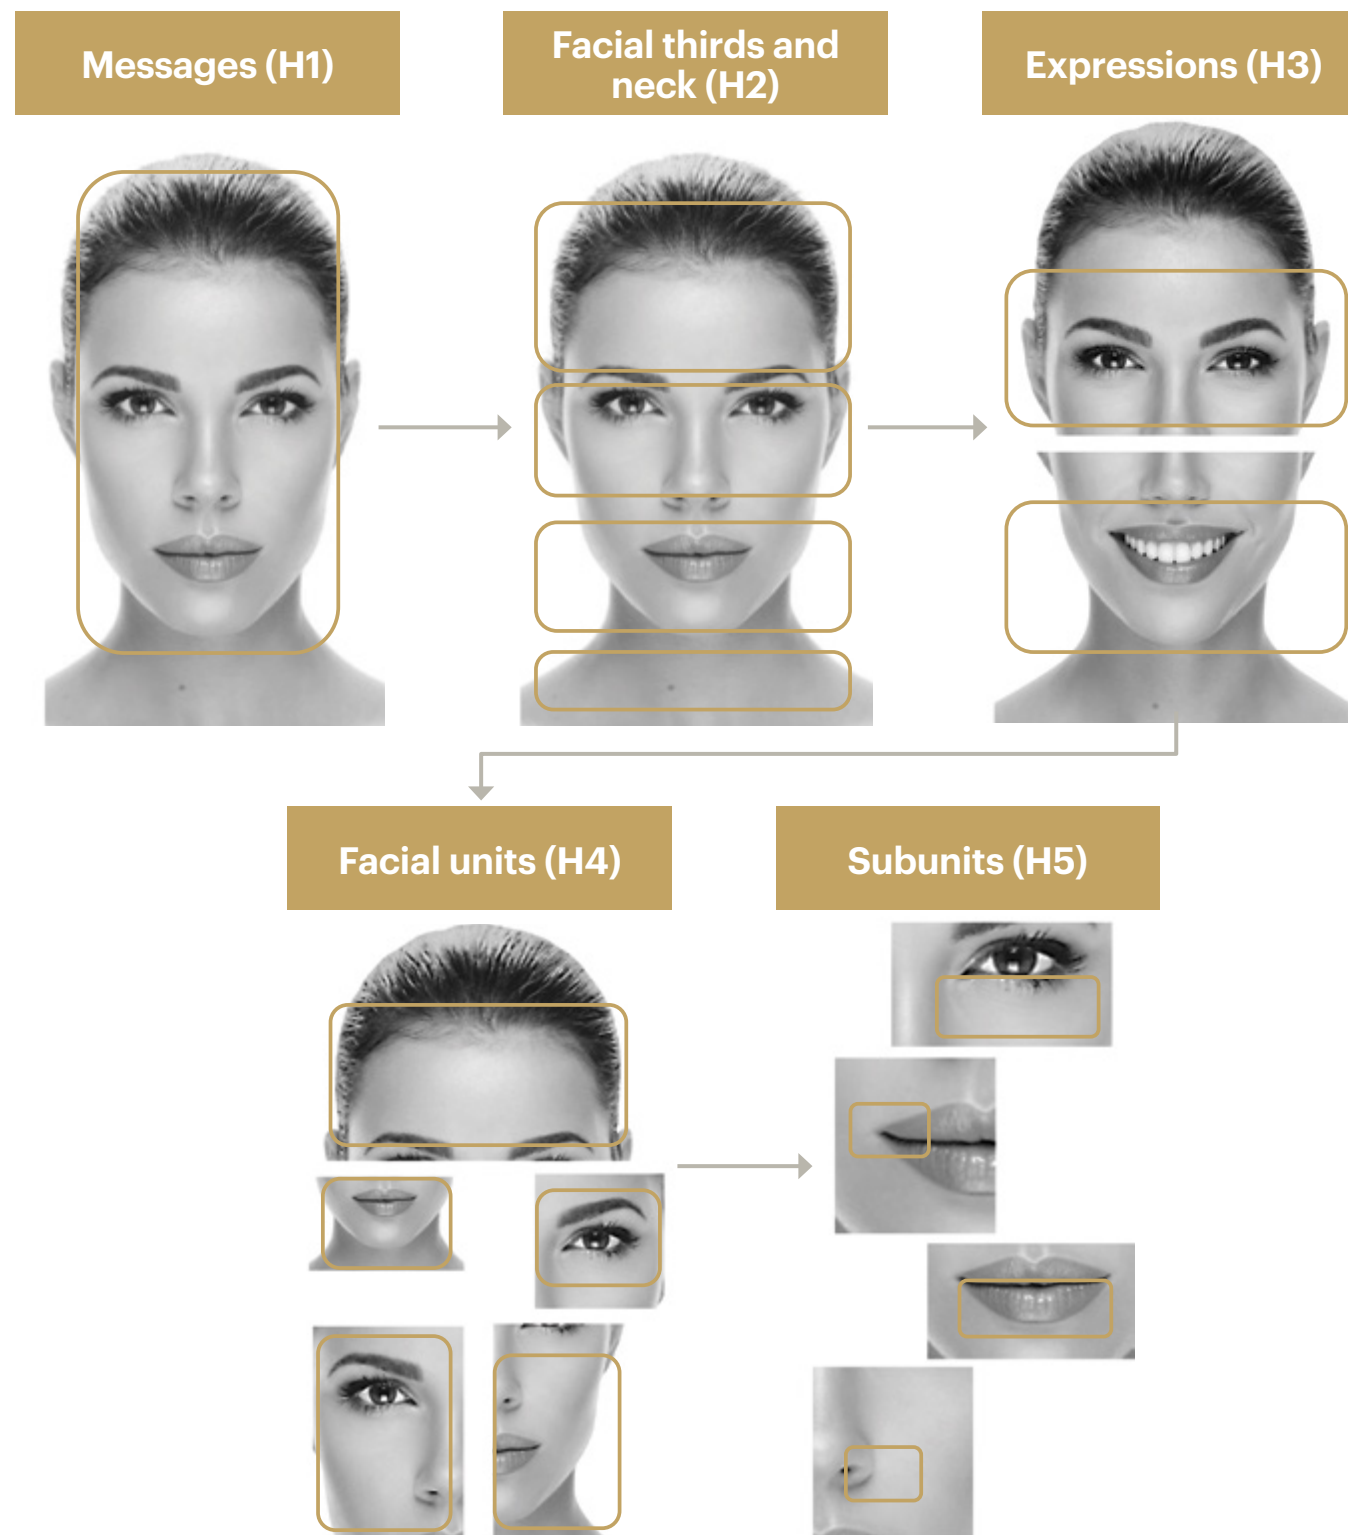 Messages (H1)
Facial thirds and
neck (H2)
Expressions (H3)
Facial units (H4)
Subunits (H5)